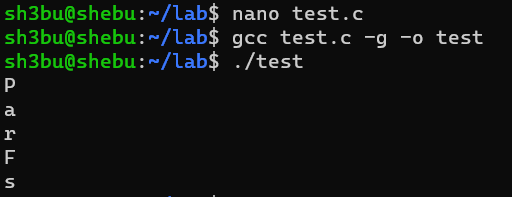 sh3bu@shebu:~/lab$ nano test.c
sh3bu@shebu:~/lab$ gcc test.c -g -o test
sh3bu@shebu:~/lab$ ./test
P
a
r
F
s